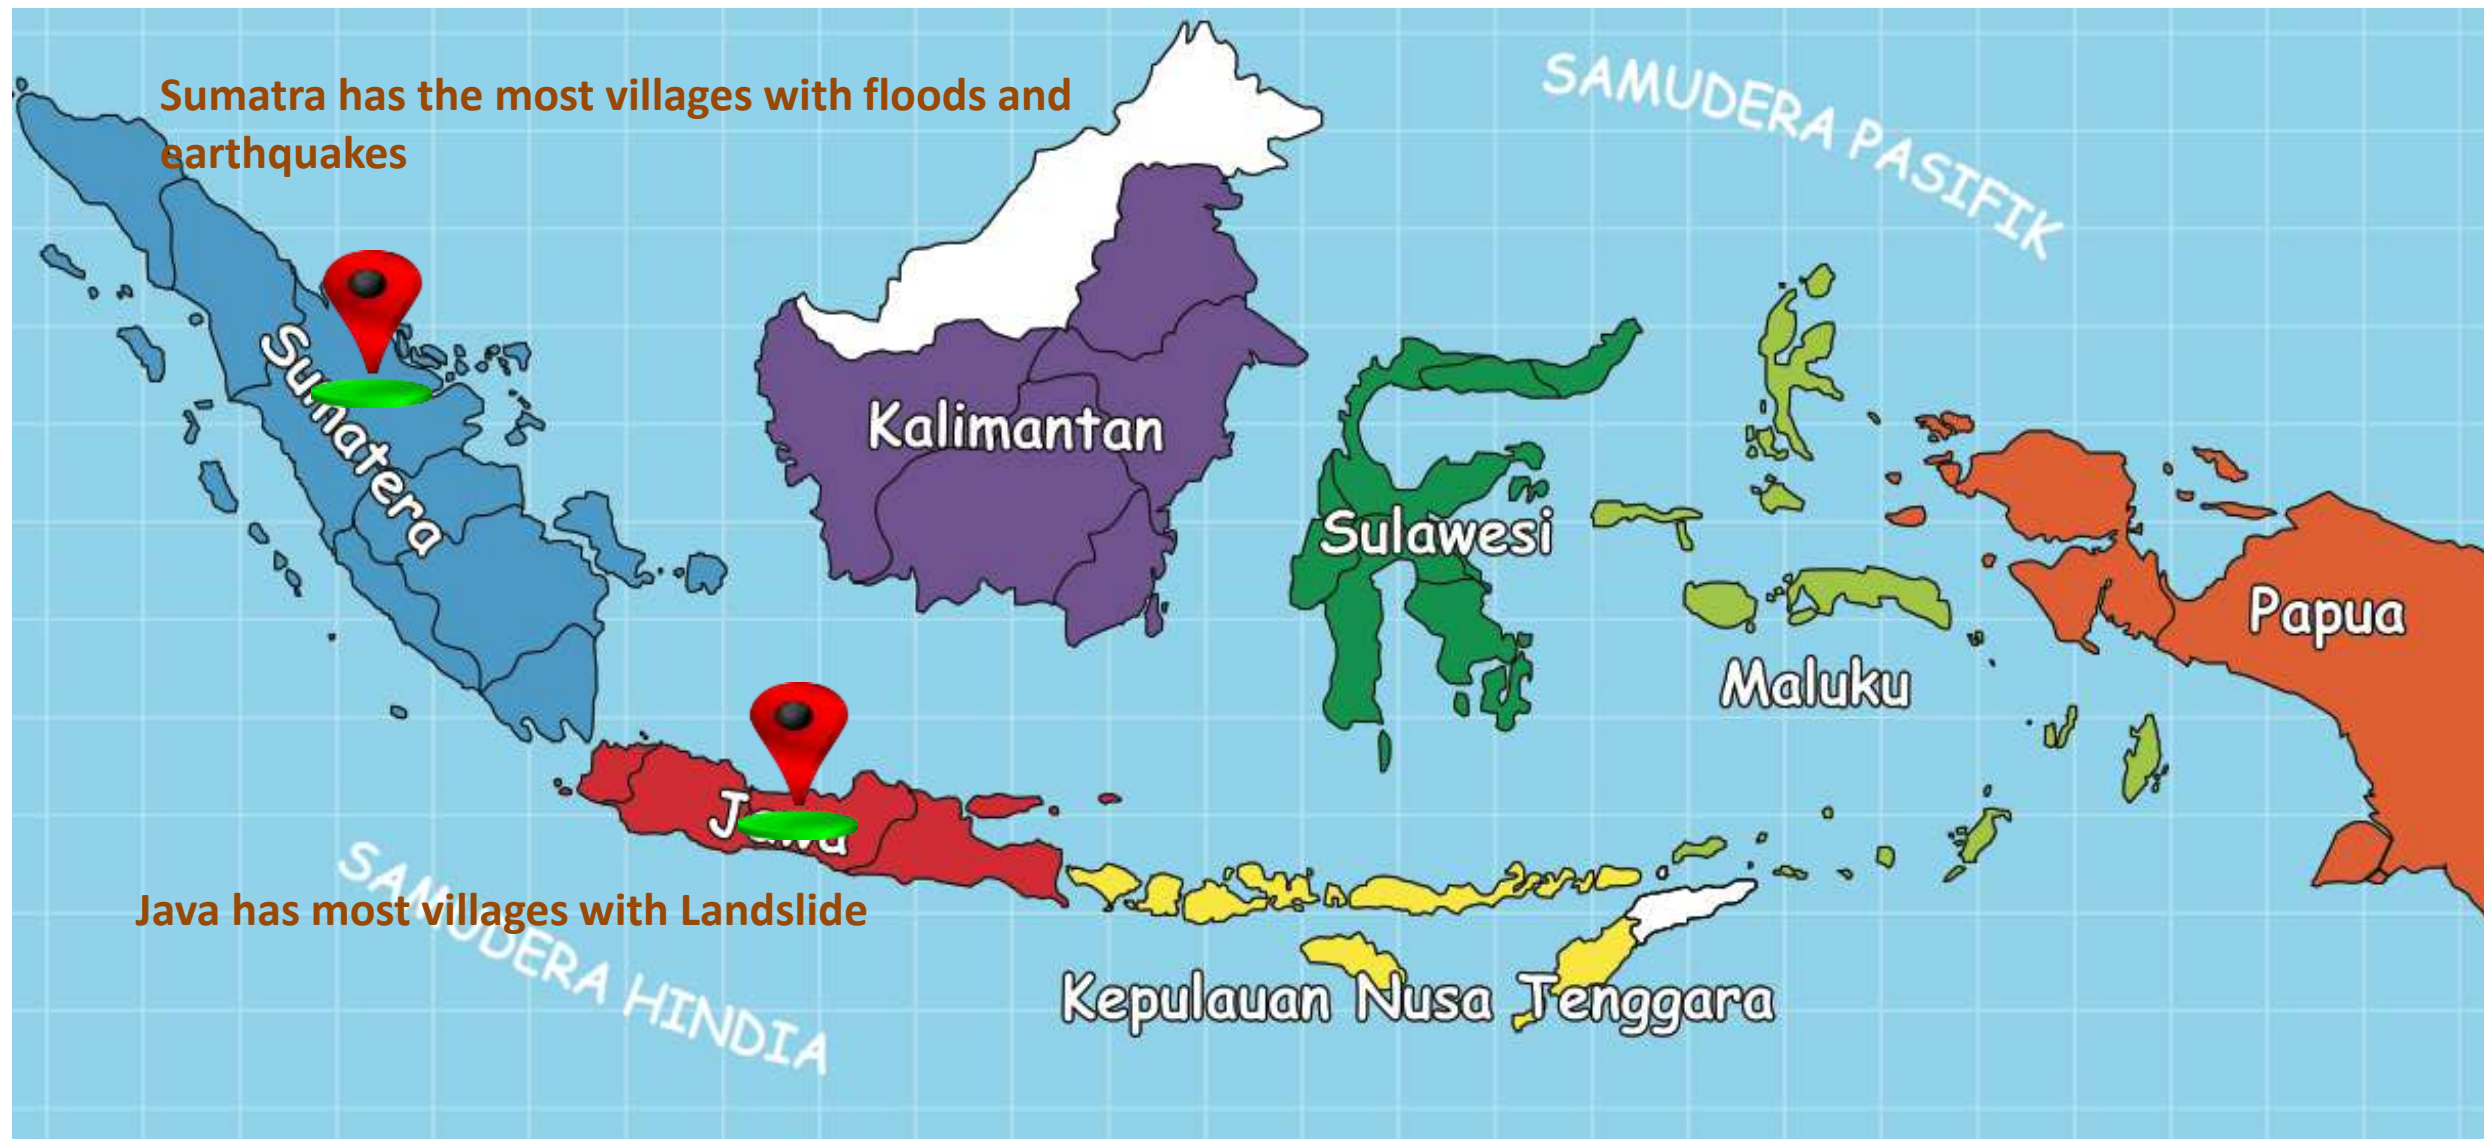 Sumatra has the most villages with floods and
earthquakes
SAMUDERA PASIFIK
Sumatera
Kalimantan
Sulawesi
Papua
Maluku
Jawa
Java has most villages with Landslide
SAMUDERA HINDIA
Kepulauan Nusa Tenggara